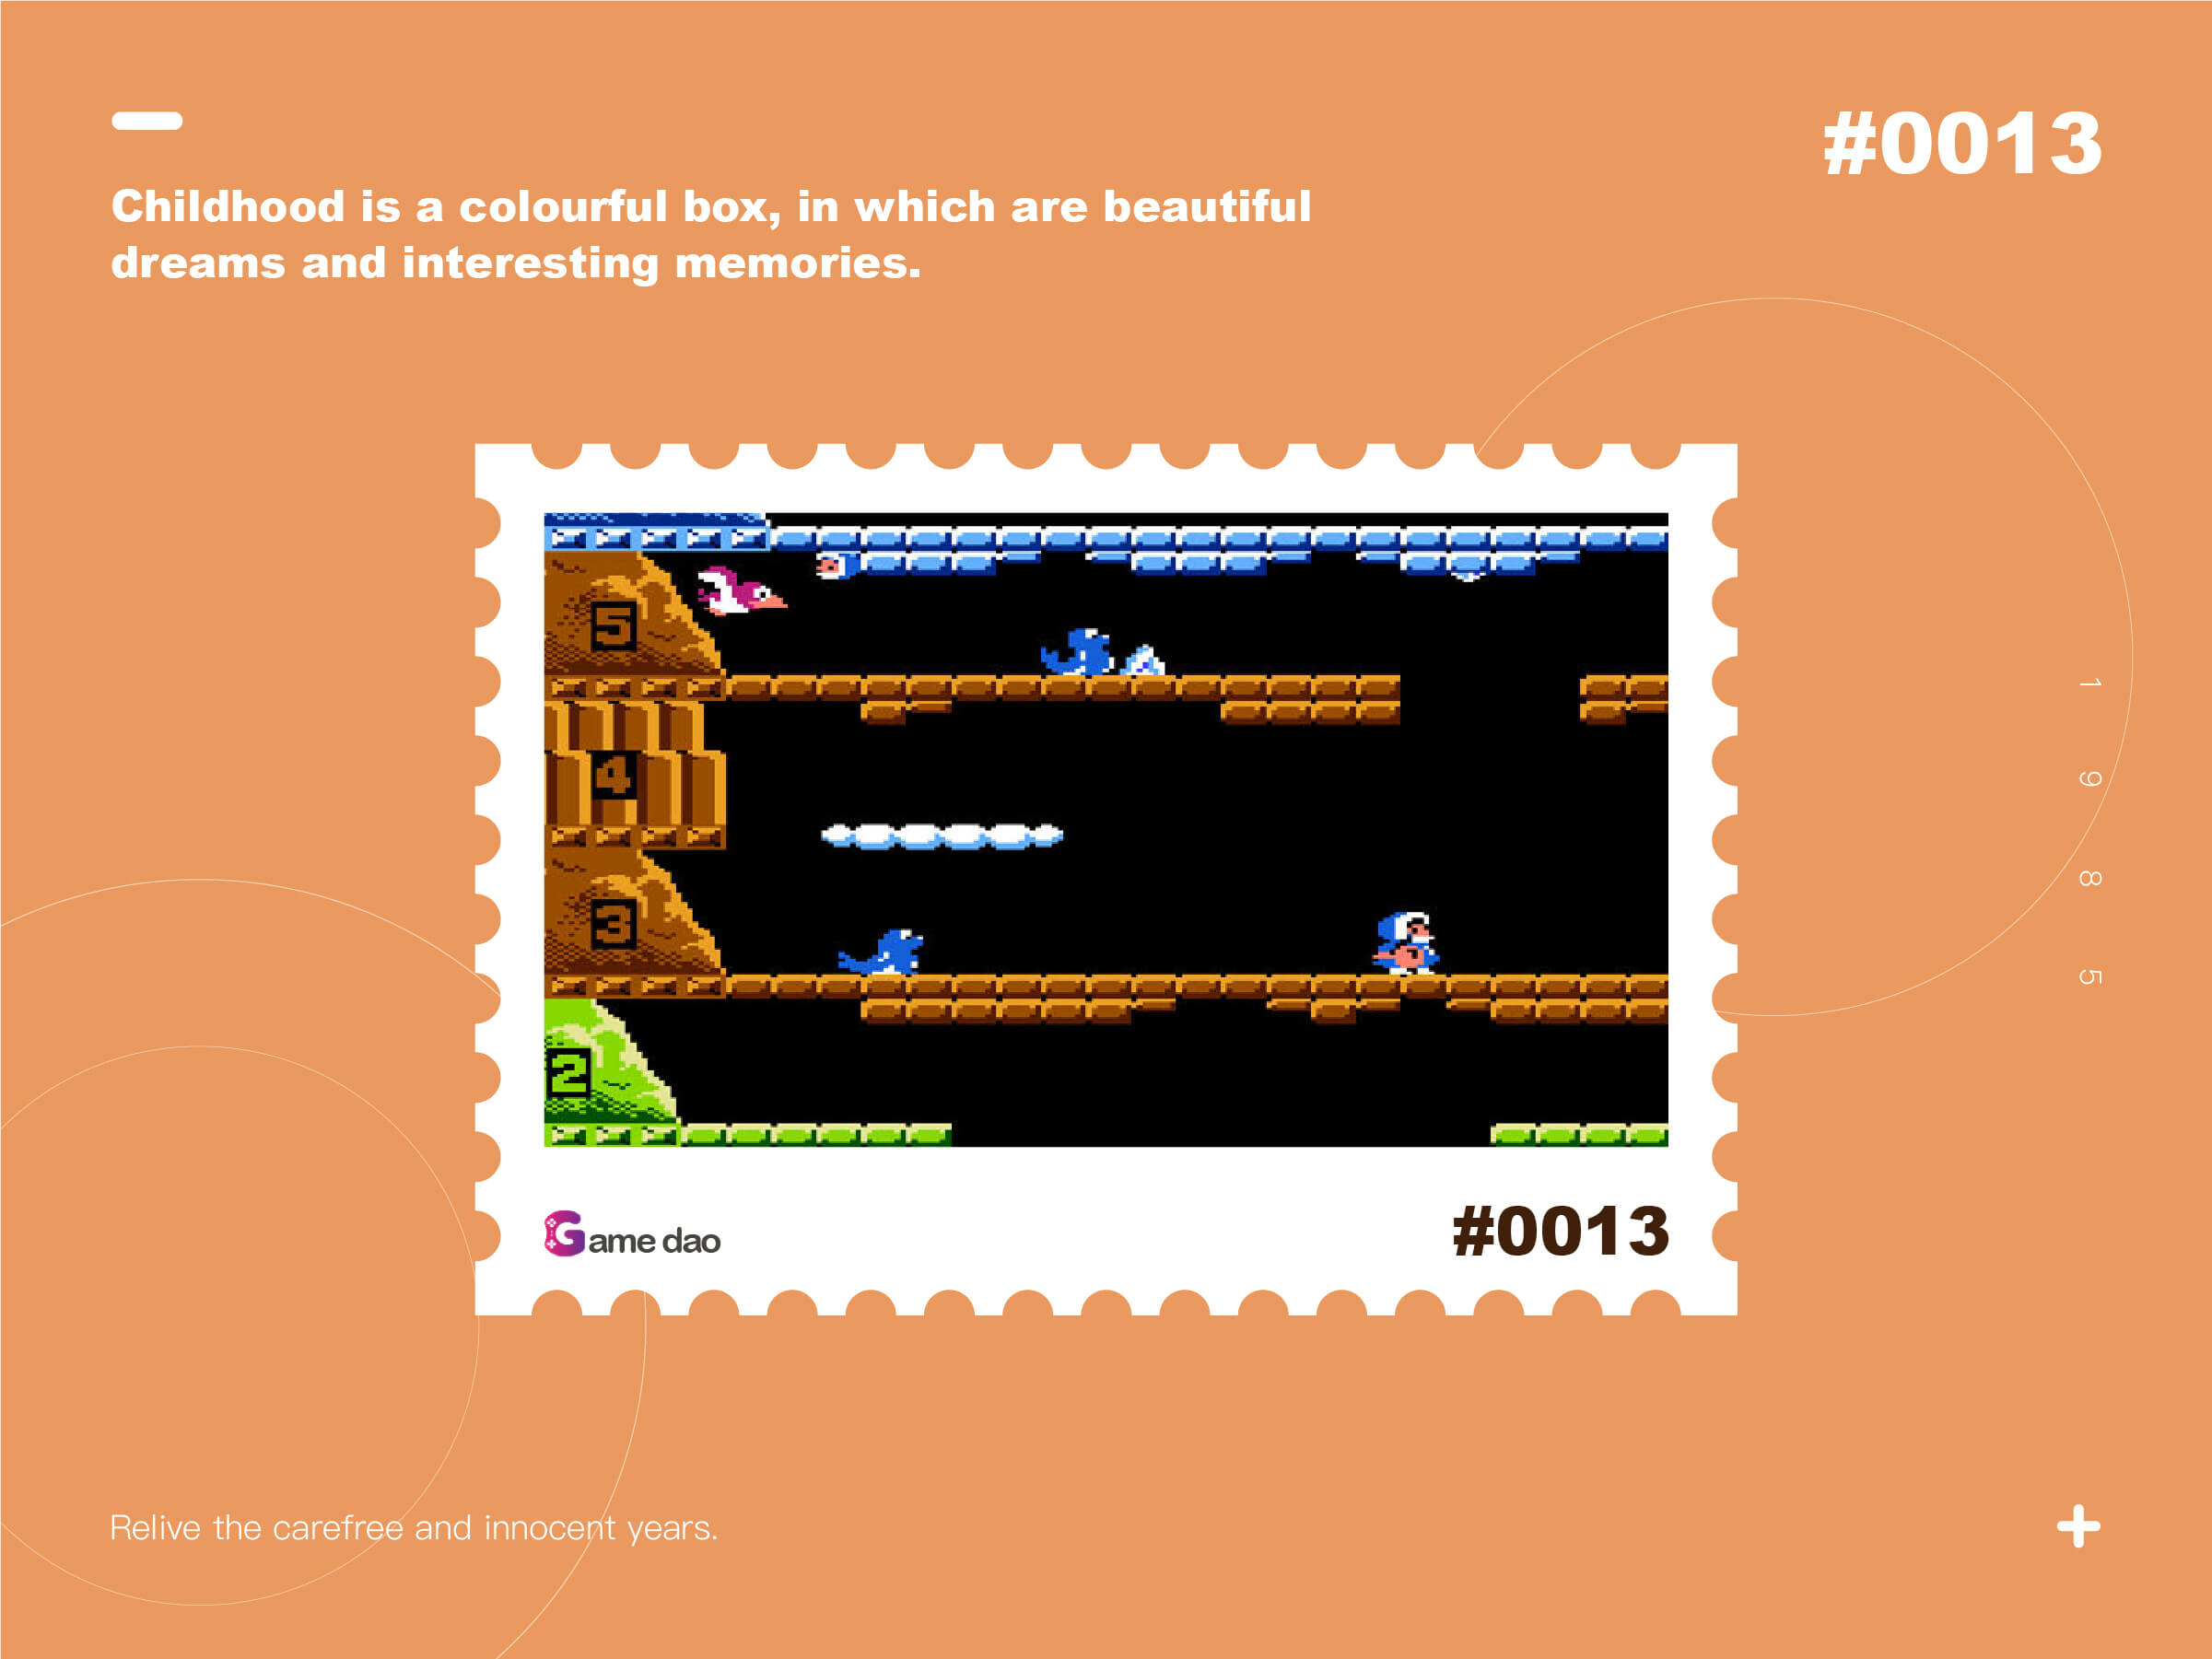 #0013
Childhood is a colourful box, in which are beautiful
dreams and interesting memories.
5
4
3
2
1 9 8 5
Game dao
#0013
Relive the carefree and innocent years.